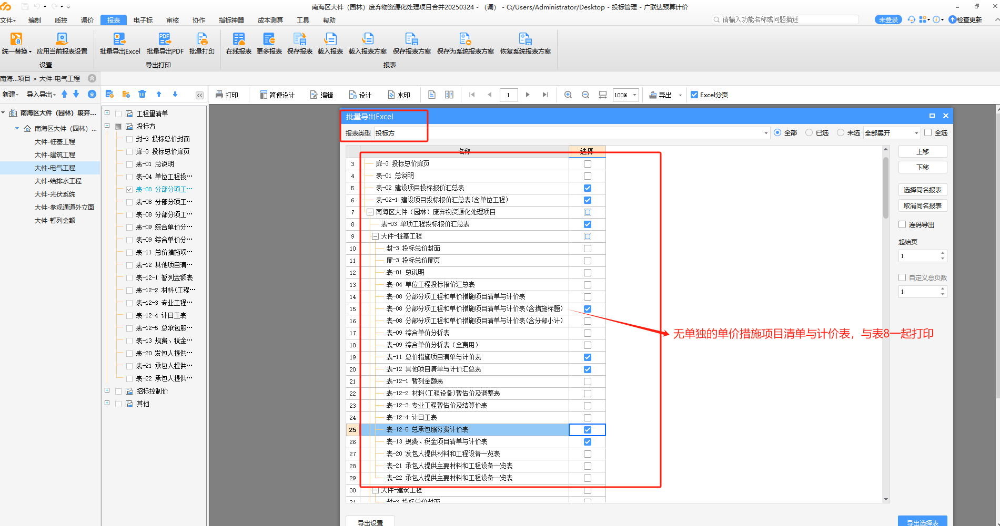 南海区大件（园林）废弃物资源化处理项目合并20250324 - （调） - C:/Users/Administrator/Desktop - 投标管理 - 广联达预算计价
文件 编制 质控 调价 报表 电子标 审核 协作 指标神器 成本测算 工具 帮助
请输入功能名称或问题描述
未登录 检查更新
统一替换 应用当前报表设置 批量导出Excel 批量导出PDF 批量打印 在线报表 更多报表 保存报表 载入报表 载入报表方案 保存报表方案 保存为系统报表方案 恢复系统报表方案
设置 导出打印 报表
南海...项目 > 大件-电气工程
新建 导入导出
打印 简便设计 编辑 设计 水印 1 100% 导出 Excel分页
南海区大件（园林）废弃...
南海区大件（园林）...
大件-桩基工程
大件-建筑工程
大件-电气工程
大件-给排水工程
大件-光伏系统
大件-参观通道外立面
大件-暂列金额
工程量清单
投标方
封-3 投标总价封面
扉-3 投标总价扉页
表-01 总说明
表-04 单位工程投…
表-08 分部分项工…
表-08 分部分项工…
表-08 分部分项工…
表-09 综合单价分…
表-09 综合单价分…
表-11 总价措施项…
表-12 其他项目清…
表-12-1 暂列金额表
表-12-2 材料(工程…
表-12-3 专业工程…
表-12-4 计日工表
表-12-5 总承包服…
表-13 规费、税金…
表-20 发包人提供…
表-21 承包人提供…
表-22 承包人提供…
招标控制价
其他
批量导出Excel
报表类型 投标方 全部 已选 未选 全部展开 全选
名称 选择
3 扉-3 投标总价扉页
4 表-01 总说明
5 表-02 建设项目投标报价汇总表
6 表-02-1 建设项目投标报价汇总表(含单位工程)
7 南海区大件（园林）废弃物资源化处理项目
8 表-03 单项工程投标报价汇总表
9 大件-桩基工程
10 封-3 投标总价封面
11 扉-3 投标总价扉页
12 表-01 总说明
13 表-04 单位工程投标报价汇总表
14 表-08 分部分项工程和单价措施项目清单与计价表
15 表-08 分部分项工程和单价措施项目清单与计价表(含措施标题)
16 表-08 分部分项工程和单价措施项目清单与计价表(含分部小计)
17 表-09 综合单价分析表
18 表-09 综合单价分析表（全费用）
19 表-11 总价措施项目清单与计价表
20 表-12 其他项目清单与计价汇总表
21 表-12-1 暂列金额表
22 表-12-2 材料(工程设备)暂估价及调整表
23 表-12-3 专业工程暂估价及结算价表
24 表-12-4 计日工表
25 表-12-5 总承包服务费计价表
26 表-13 规费、税金项目清单与计价表
27 表-20 发包人提供材料和工程设备一览表
28 表-21 承包人提供主要材料和工程设备一览表
29 表-22 承包人提供主要材料和工程设备一览表
30 大件-建筑工程
31 封-3 投标总价封面
无单独的单价措施项目清单与计价表，与表8一起打印
上移
下移
选择同名报表
取消同名报表
连码导出
起始页
1
自定义总页数
1
导出设置 导出选择表